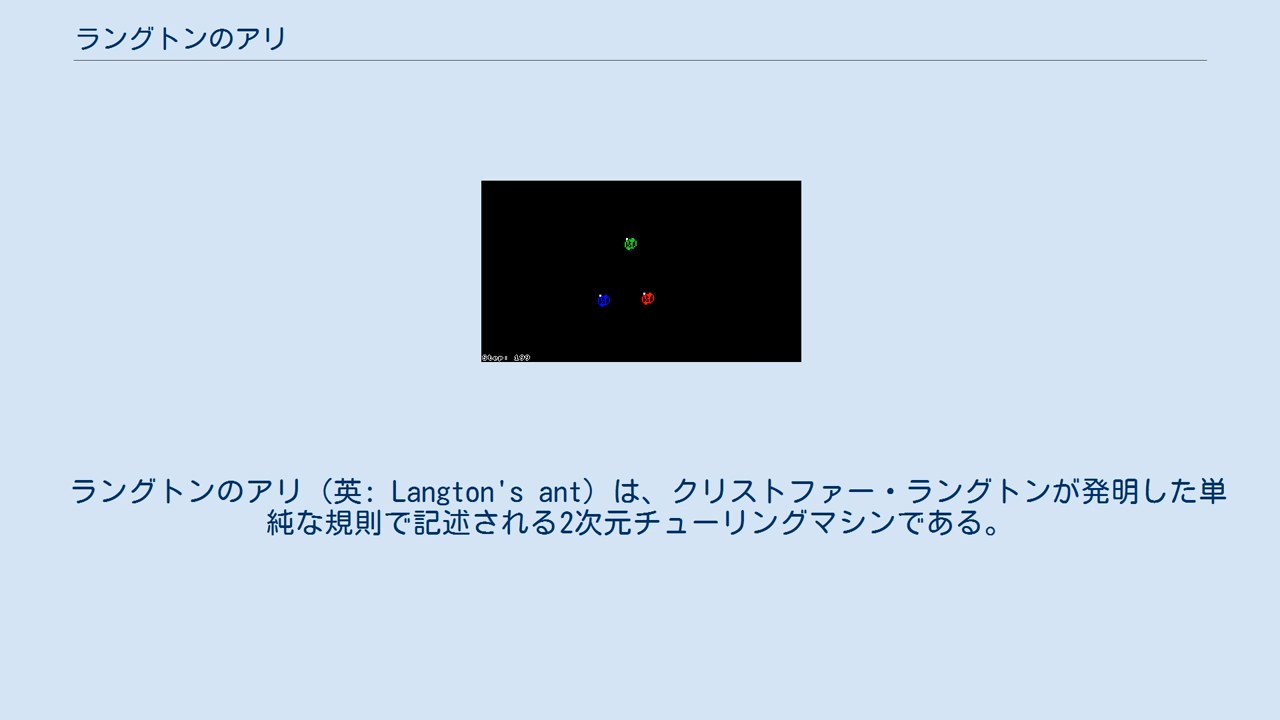 ラングトンのアリ
Step: 199
ラングトンのアリ（英: Langton's ant）は、クリストファー・ラングトンが発明した単
純な規則で記述される2次元チューリングマシンである。